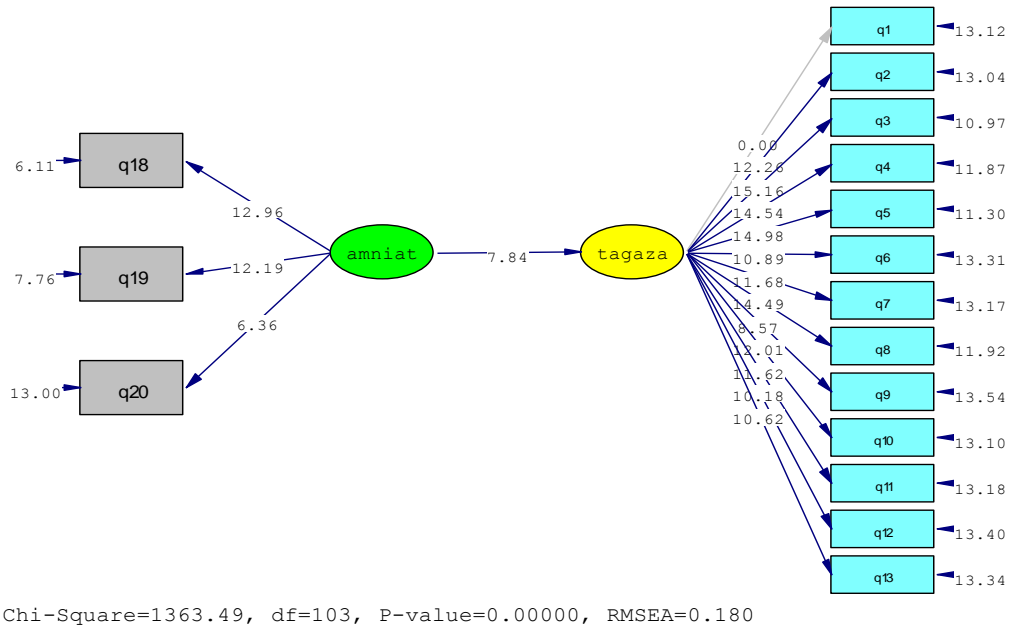 q1
13.12
q2
13.04
q3
10.97
q4
11.87
q5
11.30
q6
13.31
q7
13.17
q8
11.92
q9
13.54
q10
13.10
q11
13.18
q12
13.40
q13
13.34
0.00
12.26
15.16
14.54
14.98
10.89
11.68
14.49
8.57
12.01
11.62
10.18
10.62
6.11
q18
12.96
7.76
q19
12.19
13.00
q20
6.36
amniat
7.84
tagaza
Chi-Square=1363.49, df=103, P-value=0.00000, RMSEA=0.180